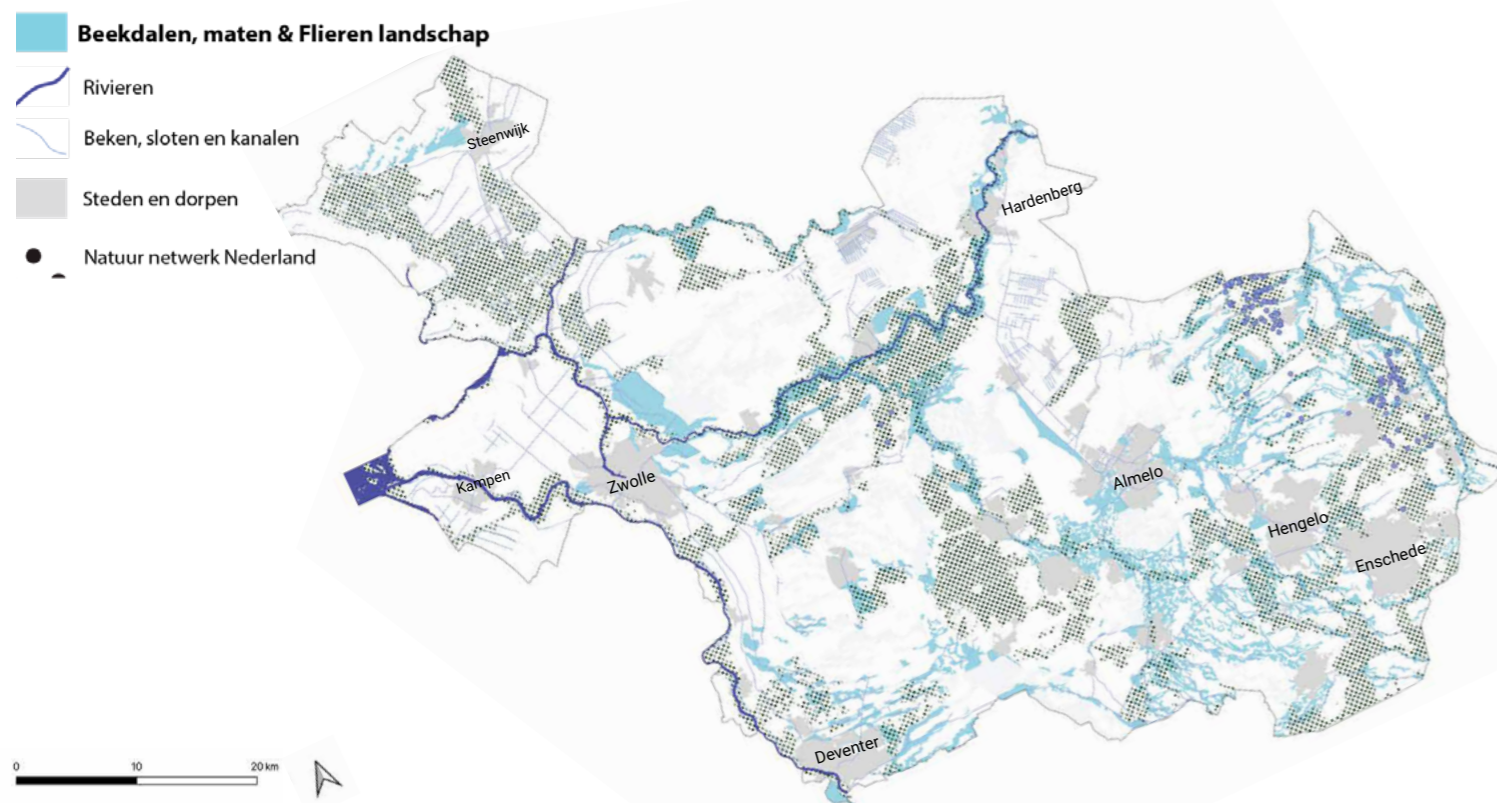 Beekdalen, maten & Flieren landschap
Rivieren
Beken, sloten en kanalen
Steden en dorpen
Natuur netwerk Nederland
Steenwijk
Hardenberg
Kampen
Zwolle
Almelo
Hengelo
Enschede
Deventer
0 10 20 km